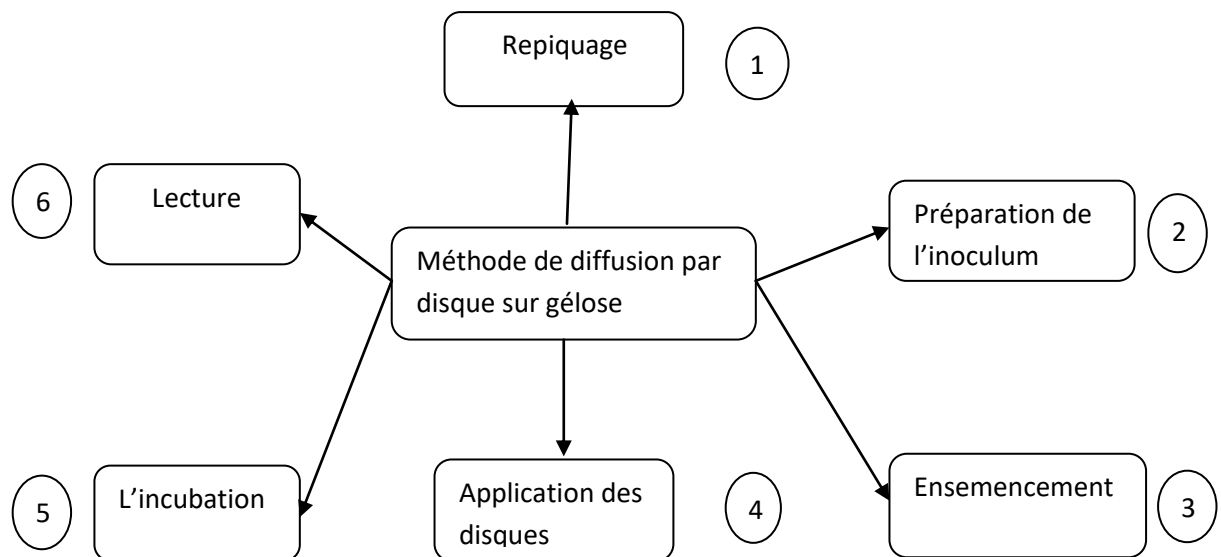 Repiquage
1
6
Lecture
Préparation de
l’inoculum
2
Méthode de diffusion par
disque sur gélose
5
L’incubation
Application des
disques
4
Ensemencement
3